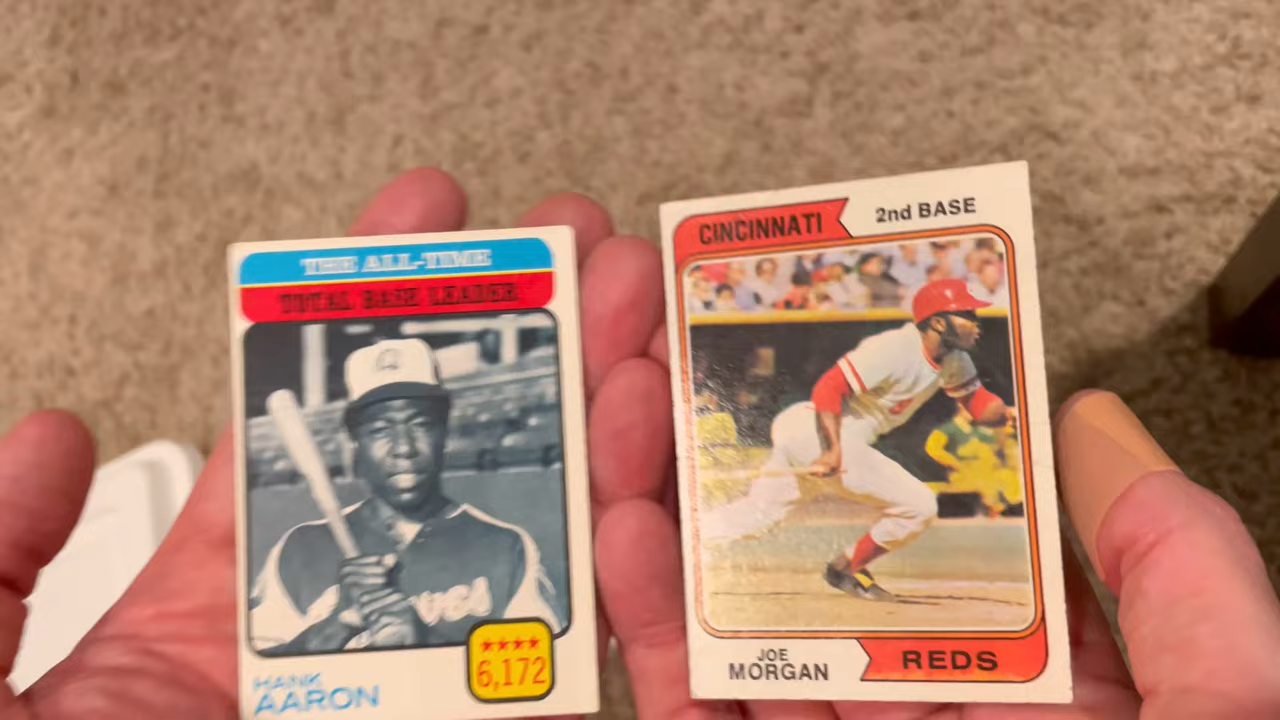 THE ALL-TIME
TOTAL BASE LEADER
HANK
AARON
6,172
CINCINNATI
2nd BASE
JOE
MORGAN
REDS